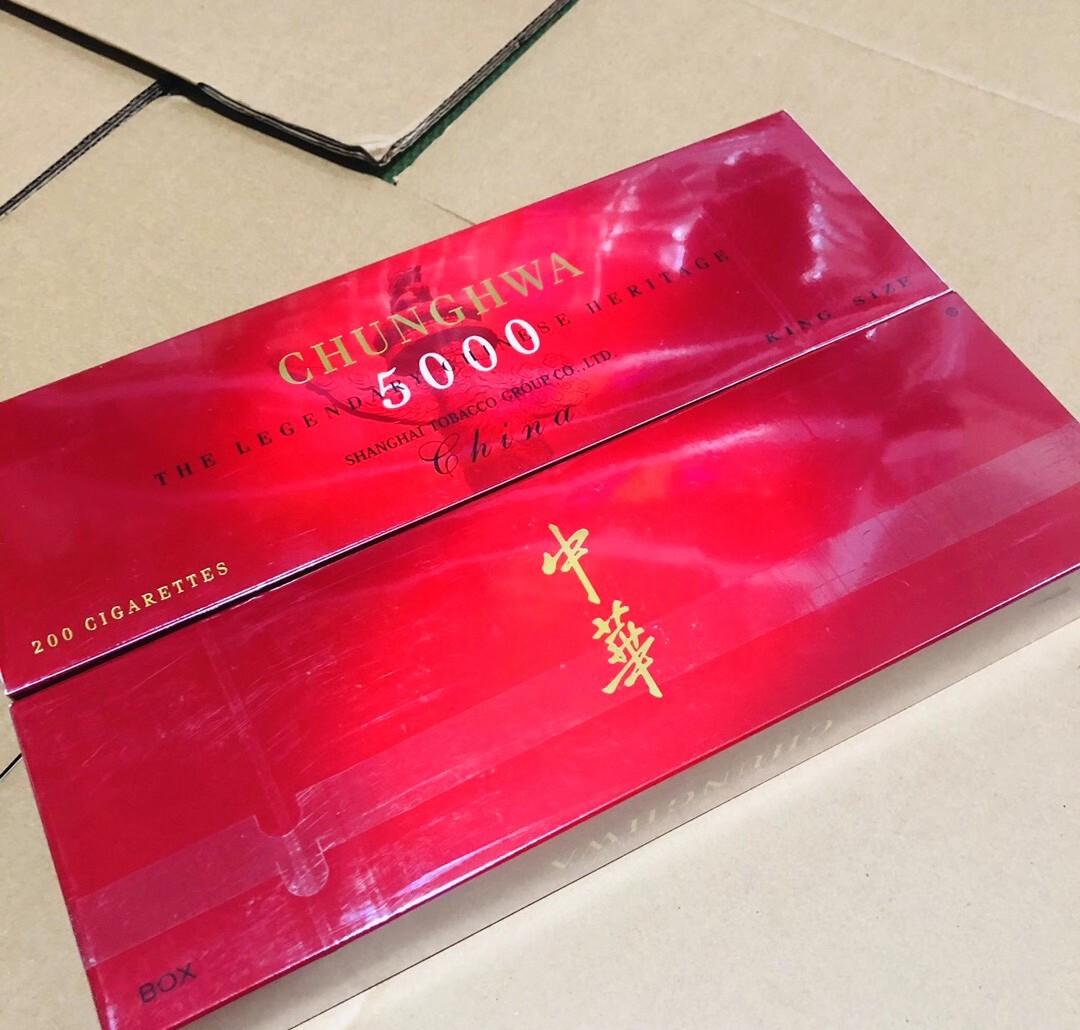 CHUNGHWA
5000
THE LEGENDARY CHINESE HERITAGE
SHANGHAI TOBACCO GROUP CO., LTD.
China
KING SIZE
200 CIGARETTES
®
中華
BOX
CHUNGHWA